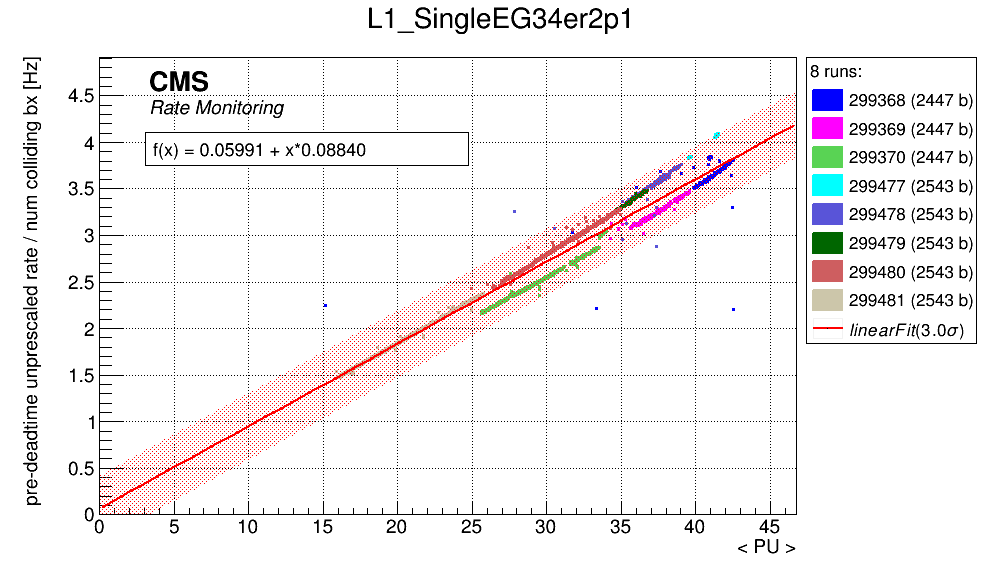 L1_SingleEG34er2p1
pre-deadtime unprescaled rate / num colliding bx [Hz]
CMS
Rate Monitoring
f(x) = 0.05991 + x*0.08840
4.5
4
3.5
3
2.5
2
1.5
1
0.5
0
0 5 10 15 20 25 30 35 40 45
< PU >
8 runs:
299368 (2447 b)
299369 (2447 b)
299370 (2447 b)
299477 (2543 b)
299478 (2543 b)
299479 (2543 b)
299480 (2543 b)
299481 (2543 b)
linearFit(3.0σ)